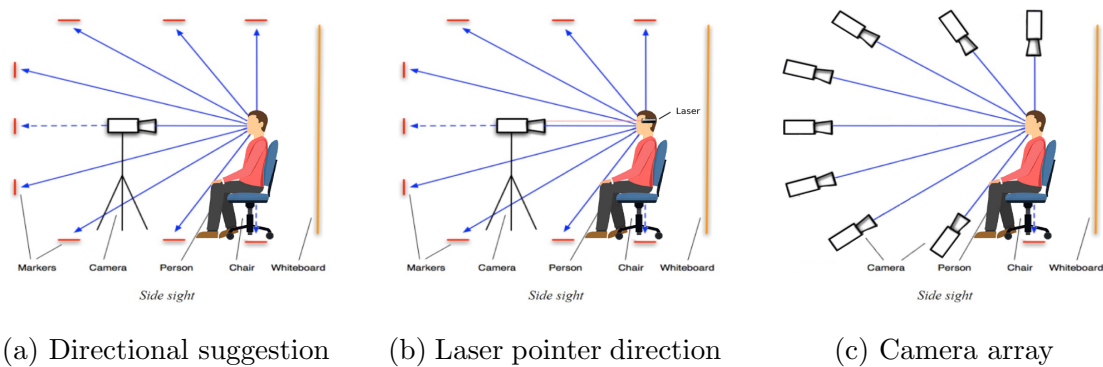 Laser
Markers Camera Person Chair Whiteboard
Markers Camera Person Chair Whiteboard
Camera Person Chair Whiteboard
Side sight
Side sight
Side sight
(a) Directional suggestion
(b) Laser pointer direction
(c) Camera array